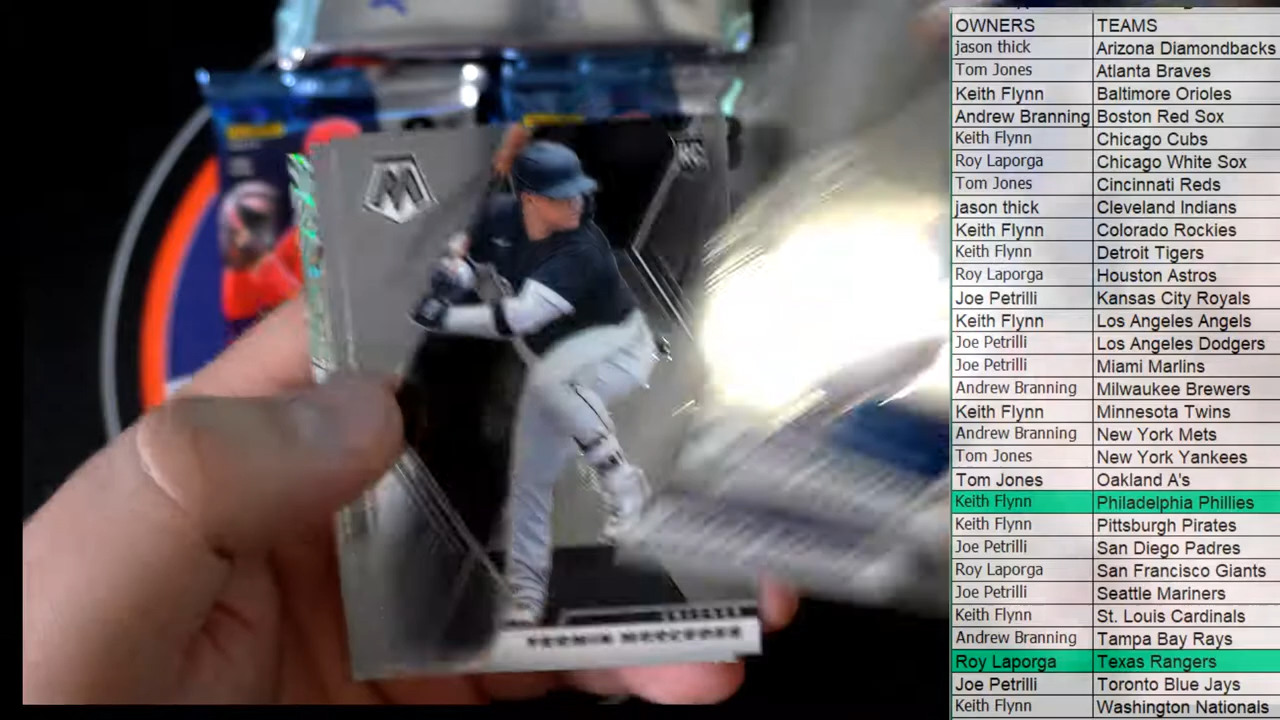 OWNERS TEAMS
jason thick Arizona Diamondbacks
Tom Jones Atlanta Braves
Keith Flynn Baltimore Orioles
Andrew Branning Boston Red Sox
Keith Flynn Chicago Cubs
Roy Laporga Chicago White Sox
Tom Jones Cincinnati Reds
jason thick Cleveland Indians
Keith Flynn Colorado Rockies
Keith Flynn Detroit Tigers
Roy Laporga Houston Astros
Joe Petrilli Kansas City Royals
Keith Flynn Los Angeles Angels
Joe Petrilli Los Angeles Dodgers
Joe Petrilli Miami Marlins
Andrew Branning Milwaukee Brewers
Keith Flynn Minnesota Twins
Andrew Branning New York Mets
Tom Jones New York Yankees
Tom Jones Oakland A's
Keith Flynn Philadelphia Phillies
Keith Flynn Pittsburgh Pirates
Joe Petrilli San Diego Padres
Roy Laporga San Francisco Giants
Joe Petrilli Seattle Mariners
Keith Flynn St. Louis Cardinals
Andrew Branning Tampa Bay Rays
Roy Laporga Texas Rangers
Joe Petrilli Toronto Blue Jays
Keith Flynn Washington Nationals
M